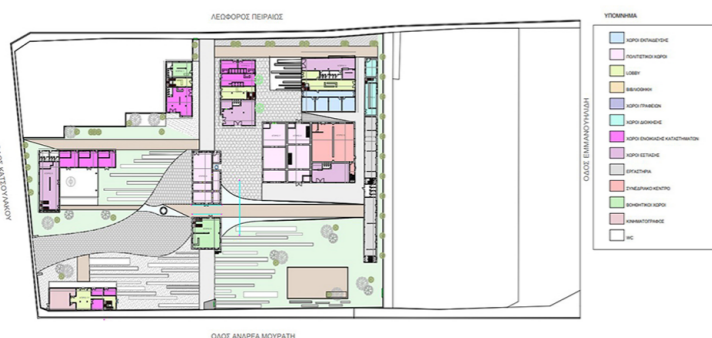 ΛΕΩΦΟΡΟΣ ΠΕΙΡΑΙΩΣ
ΥΠΟΜΝΗΜΑ
ΧΩΡΟΙ ΕΚΠΑΙΔΕΥΣΗΣ
ΠΟΛΙΤΙΣΤΙΚΟΙ ΧΩΡΟΙ
LOBBY
ΒΙΒΛΙΟΘΗΚΗ
ΧΩΡΟΙ ΓΡΑΦΕΙΩΝ
ΧΩΡΟΙ ΔΙΟΙΚΗΣΗΣ
ΧΩΡΟΙ ΕΝΟΙΚΙΑΣΗΣ ΚΑΤΑΣΤΗΜΑΤΩΝ
ΧΩΡΟΙ ΕΣΤΙΑΣΗΣ
ΕΡΓΑΣΤΗΡΙΑ
ΣΥΝΕΔΡΙΑΚΟ ΚΕΝΤΡΟ
ΒΟΗΘΗΤΙΚΟΙ ΧΩΡΟΙ
ΚΙΝΗΜΑΤΟΓΡΑΦΟΣ
WC
ΟΔΟΣ ΕΜΜΑΝΟΥΗΛΙΔΗ
ΟΔΟΣ ΑΝΔΡΕΑ ΜΟΥΡΑΤΗ